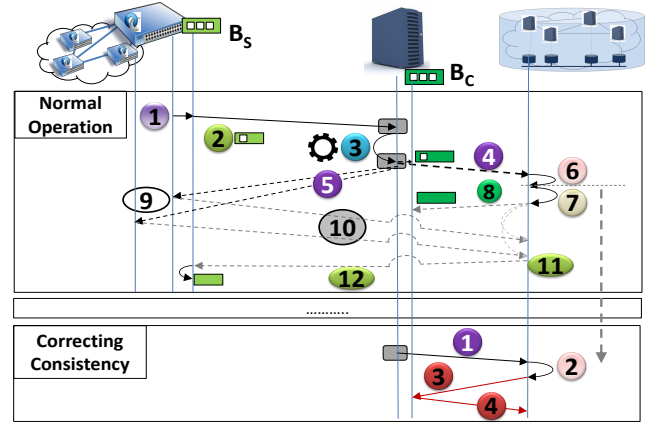 B_S
B_C
Normal
Operation
1
2
3
4
5
6
7
8
9
10
11
12
...........
Correcting
Consistency
1
2
3
4